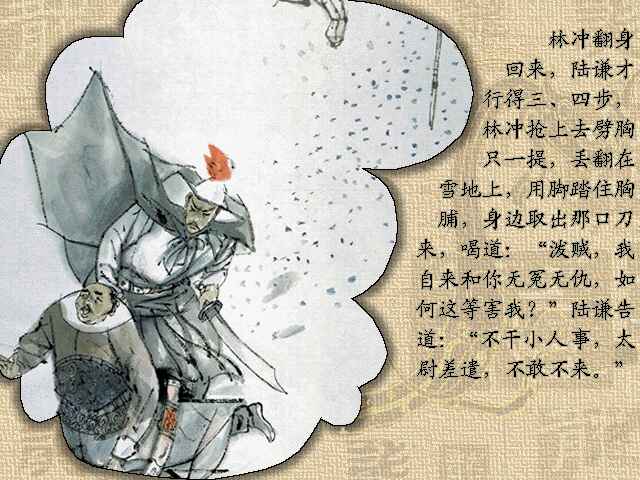 林冲翻身
回来，陆谦才
行得三、四步，
林冲抢上去劈胸
只一提，丢翻在
雪地上，用脚踏住胸
脯，身边取出那口刀
来，喝道：“泼贼，我
自来和你无冤无仇，如
何这等害我？”陆谦告
道：“不干小人事，太
尉差遣，不敢不来。”